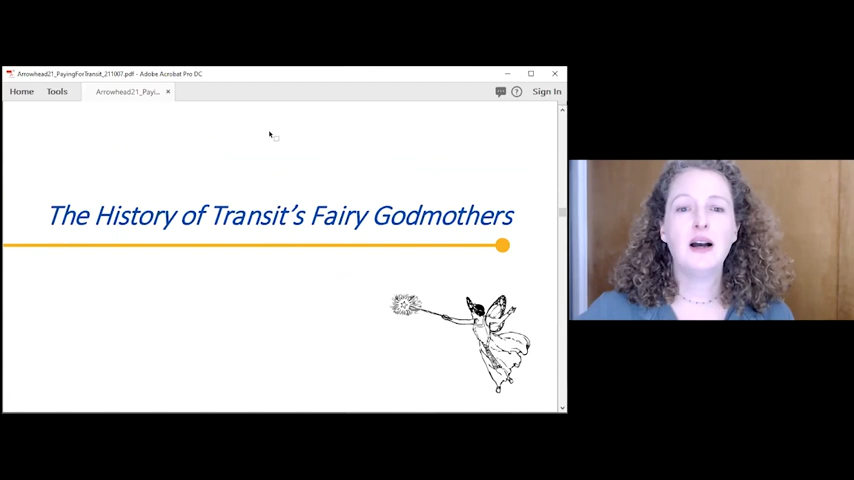 Arrowhead21_PayingForTransit_211007.pdf - Adobe Acrobat Pro DC
Home Tools Arrowhead21_Payi... × Sign In
The History of Transit's Fairy Godmothers